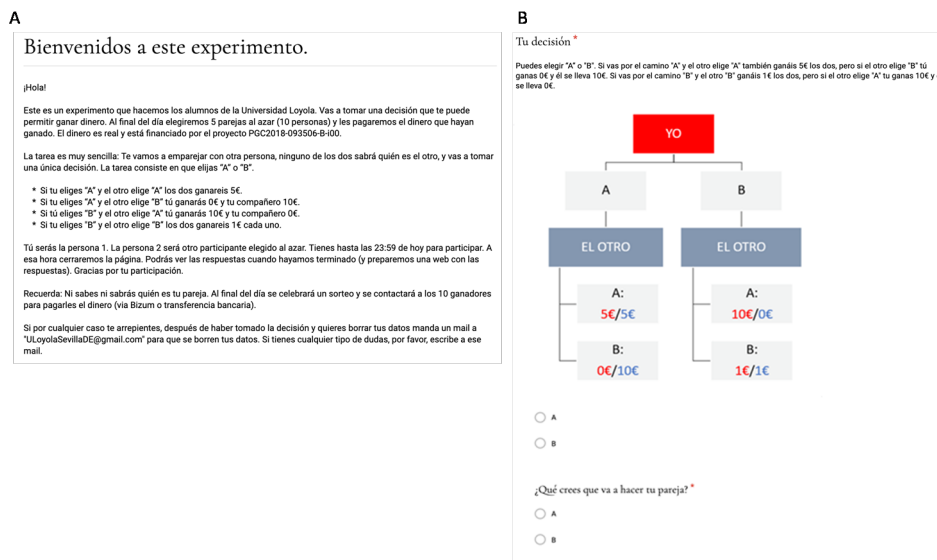 A
Bienvenidos a este experimento.
¡Hola!
Este es un experimento que hacemos los alumnos de la Universidad Loyola. Vas a tomar una decisión que te puede
permitir ganar dinero. Al final del día elegiremos 5 parejas al azar (10 personas) y les pagaremos el dinero que hayan
ganado. El dinero es real y está financiado por el proyecto PGC2018-093506-B-i00.
La tarea es muy sencilla: Te vamos a emparejar con otra persona, ninguno de los dos sabrá quién es el otro, y vas a tomar
una única decisión. La tarea consiste en que elijas "A" o "B".
* Si tu eliges "A" y el otro elige "A" los dos ganareis 5€.
* Si tu eliges "A" y el otro elige "B" tú ganarás 0€ y tu compañero 10€.
* Si tú eliges "B" y el otro elige "A" tú ganarás 10€ y tu compañero 0€.
* Si tu eliges "B" y el otro elige "B" los dos ganareis 1€ cada uno.
Tú serás la persona 1. La persona 2 será otro participante elegido al azar. Tienes hasta las 23:59 de hoy para participar. A
esa hora cerraremos la página. Podrás ver las respuestas cuando hayamos terminado (y preparemos una web con las
respuestas). Gracias por tu participación.
Recuerda: Ni sabes ni sabrás quién es tu pareja. Al final del día se celebrará un sorteo y se contactará a los 10 ganadores
para pagarles el dinero (via Bizum o transferencia bancaria).
Si por cualquier caso te arrepientes, después de haber tomado la decisión y quieres borrar tus datos manda un mail a
"ULoyolaSevillaDE@gmail.com" para que se borren tus datos. Si tienes cualquier tipo de dudas, por favor, escribe a ese
mail.
B
Tu decisión *
Puedes elegir "A" o "B". Si vas por el camino "A" y el otro elige "A" también ganáis 5€ los dos, pero si el otro elige "B" tú
ganas 0€ y él se lleva 10€. Si vas por el camino "B" y el otro "B" ganáis 1€ los dos, pero si el otro elige "A" tu ganas 10€ y
se lleva 0€.
YO
A B
EL OTRO EL OTRO
A: A:
5€/5€ 10€/0€
B: B:
0€/10€ 1€/1€
A
B
¿Qué crees que va a hacer tu pareja? *
A
B